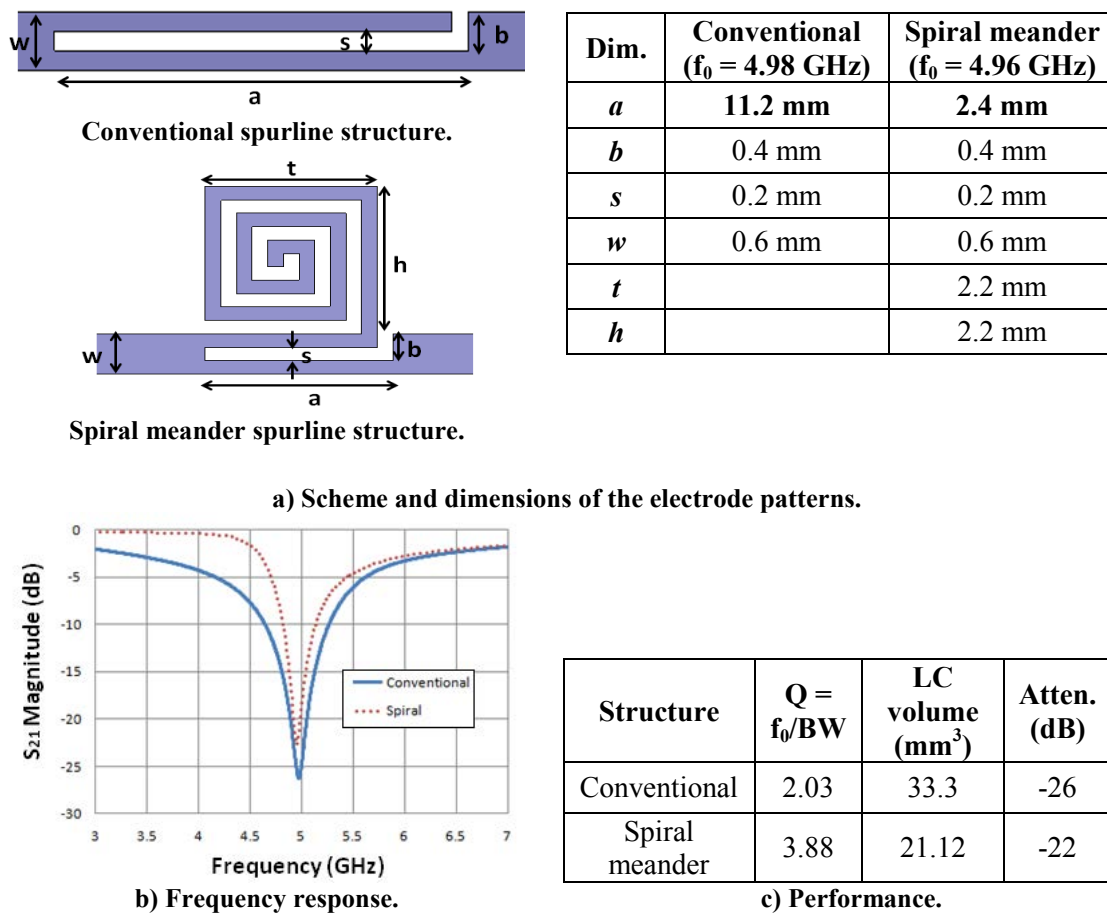 w
s
b
a
Conventional spurline structure.
t
h
w
s
b
a
Spiral meander spurline structure.
Dim. Conventional (f₀ = 4.98 GHz) Spiral meander (f₀ = 4.96 GHz)
a 11.2 mm 2.4 mm
b 0.4 mm 0.4 mm
s 0.2 mm 0.2 mm
w 0.6 mm 0.6 mm
t 2.2 mm
h 2.2 mm
a) Scheme and dimensions of the electrode patterns.
S₂₁ Magnitude (dB)
0
-5
-10
-15
-20
-25
-30
Conventional
Spiral
3 3.5 4 4.5 5 5.5 6 6.5 7
Frequency (GHz)
b) Frequency response.
Structure Q = f₀/BW LC volume (mm³) Atten. (dB)
Conventional 2.03 33.3 -26
Spiral meander 3.88 21.12 -22
c) Performance.